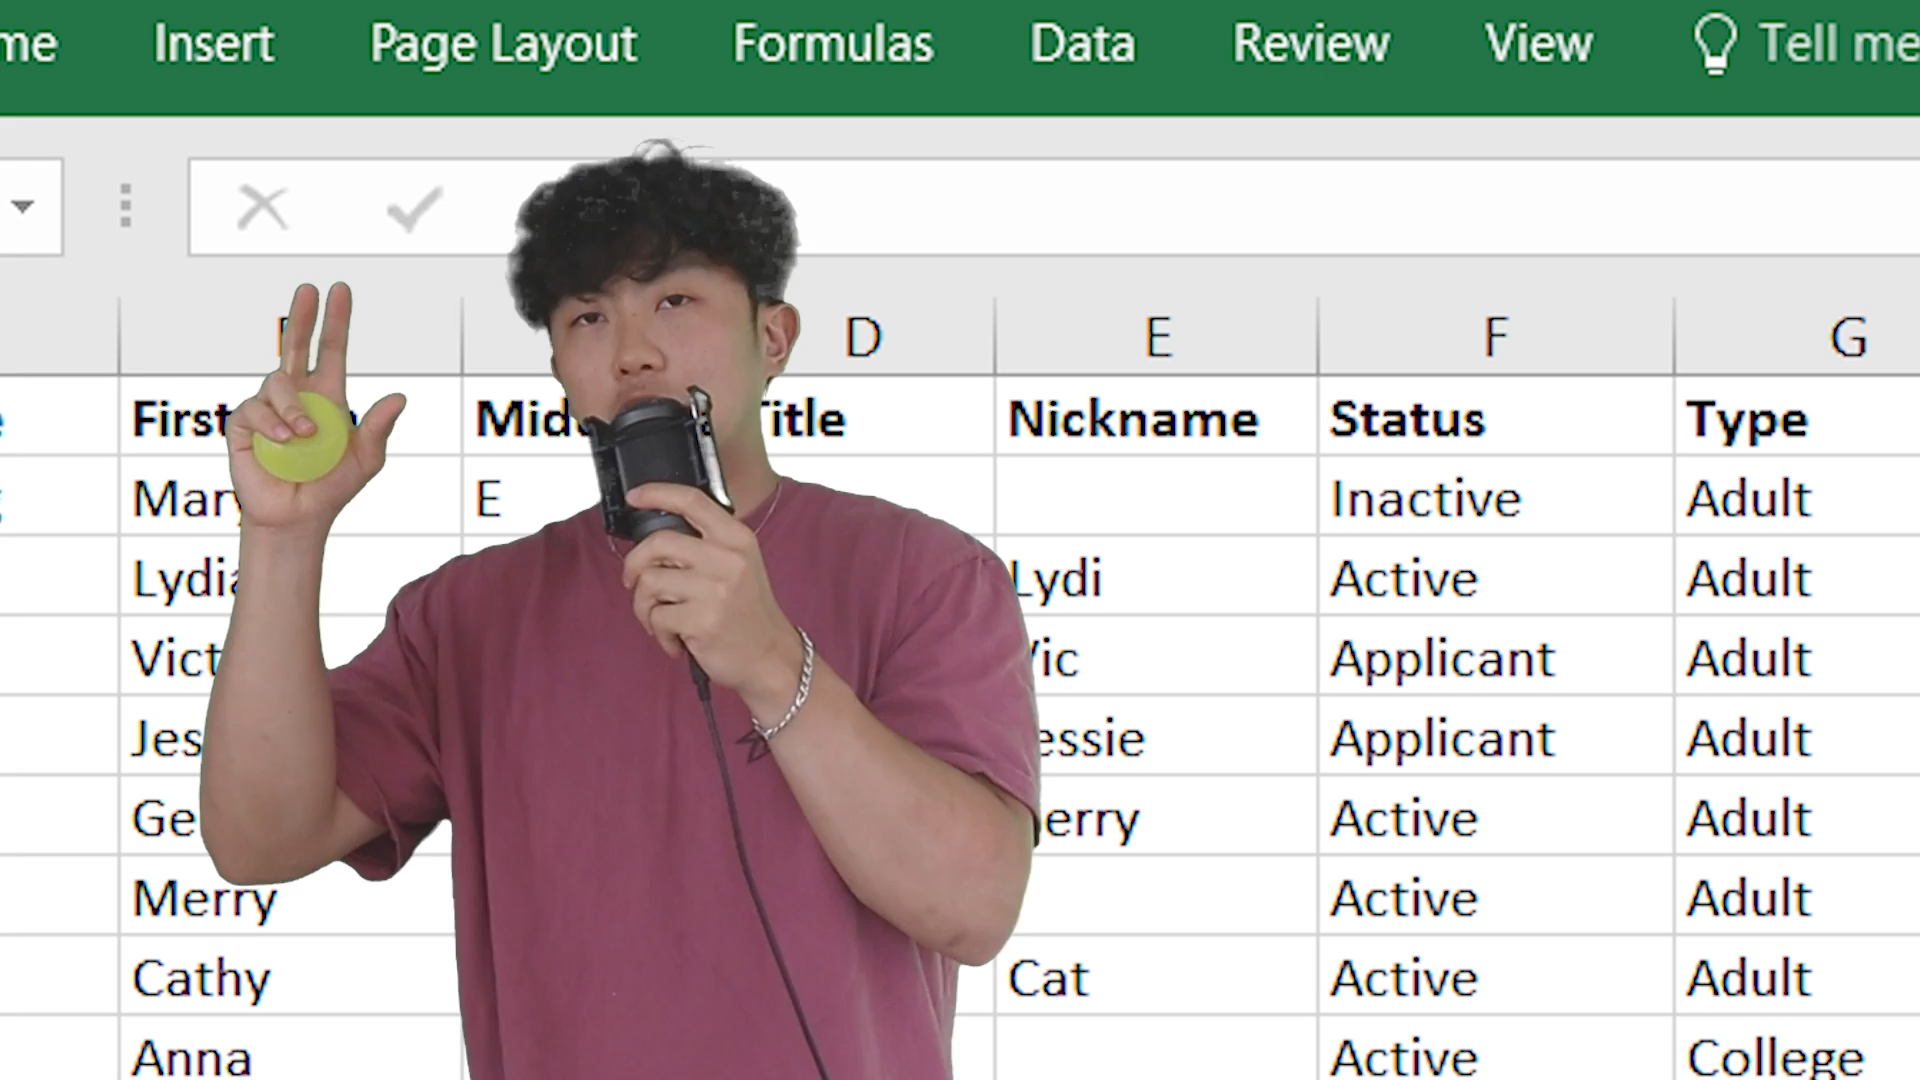 Insert Page Layout Formulas Data Review View Tell me
D E F G
Title Nickname Status Type
E Inactive Adult
Lydi Active Adult
Applicant Adult
Applicant Adult
Active Adult
Merry Active Adult
Cathy Cat Active Adult
Anna Active College